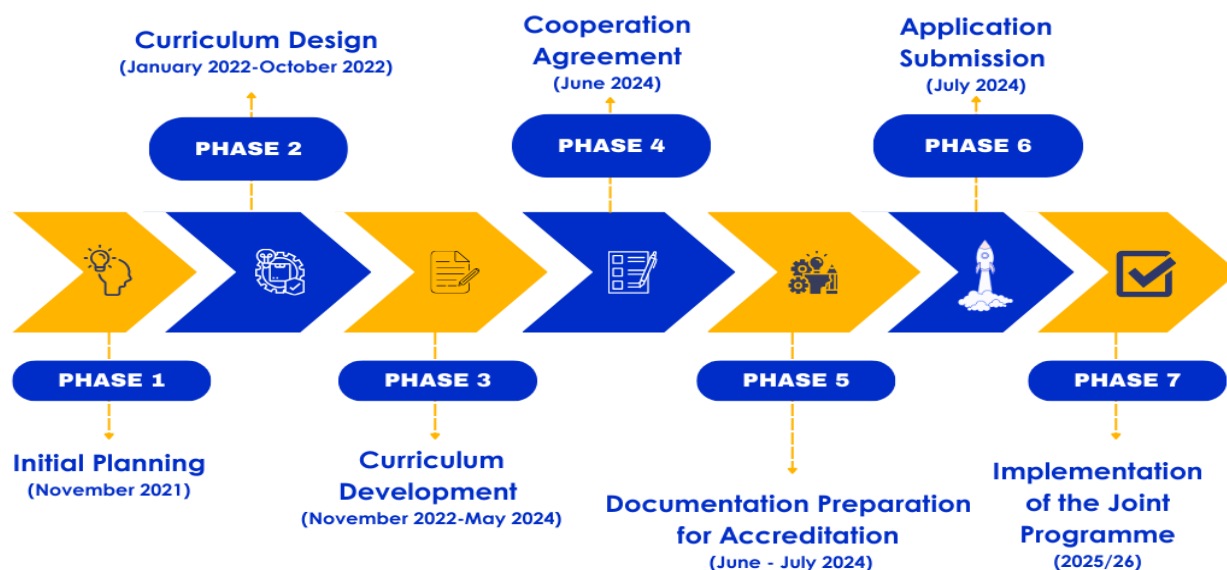 Curriculum Design
(January 2022-October 2022)
Cooperation
Agreement
(June 2024)
Application
Submission
(July 2024)
PHASE 2
PHASE 4
PHASE 6
PHASE 1
PHASE 3
PHASE 5
PHASE 7
Initial Planning
(November 2021)
Curriculum
Development
(November 2022-May 2024)
Documentation Preparation
for Accreditation
(June - July 2024)
Implementation
of the Joint
Programme
(2025/26)